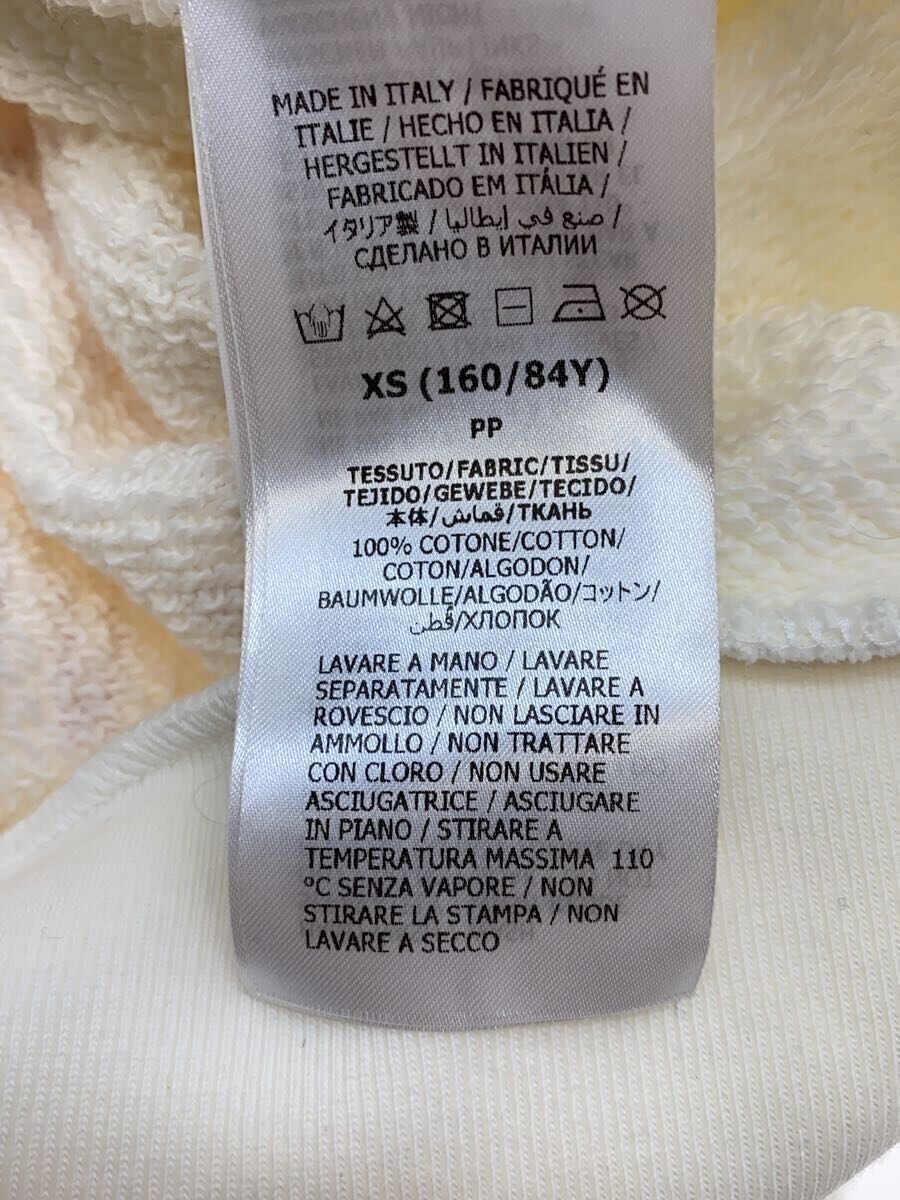 MADE IN ITALY / FABRIQUÉ EN
ITALIE / HECHO EN ITALIA /
HERGESTELLT IN ITALIEN /
FABRICADO EM ITÁLIA /
イタリア製 / صنع في إيطاليا /
СДЕЛАНО В ИТАЛИИ
XS (160/84Y)
PP
TESSUTO/FABRIC/TISSU/
TEJIDO/GEWEBE/TECIDO/
本体/قماش/ТКАНЬ
100% COTONE/COTTON/
COTON/ALGODON/
BAUMWOLLE/ALGODÃO/コットン/
قُطن/ХЛОПОК
LAVARE A MANO / LAVARE
SEPARATAMENTE / LAVARE A
ROVESCIO / NON LASCIARE IN
AMMOLLO / NON TRATTARE
CON CLORO / NON USARE
ASCIUGATRICE / ASCIUGARE
IN PIANO / STIRARE A
TEMPERATURA MASSIMA 110
°C SENZA VAPORE / NON
STIRARE LA STAMPA / NON
LAVARE A SECCO